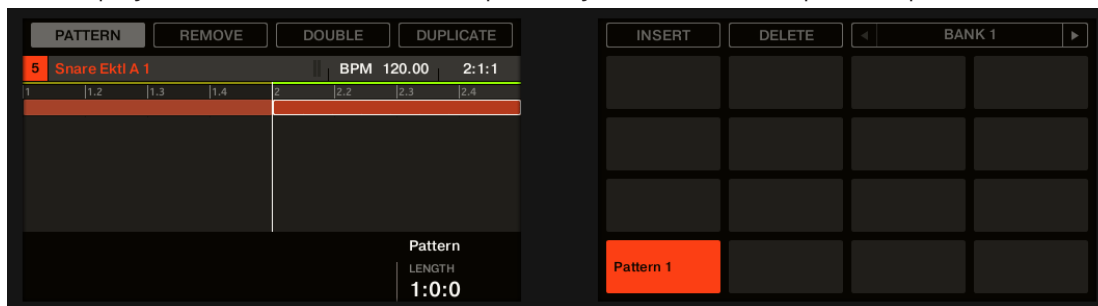 PATTERN REMOVE DOUBLE DUPLICATE
5 Snare Ektl A 1 BPM 120.00 2:1:1
1 1.2 1.3 1.4 2 2.2 2.3 2.4
Pattern
LENGTH
1:0:0
INSERT DELETE BANK 1
Pattern 1